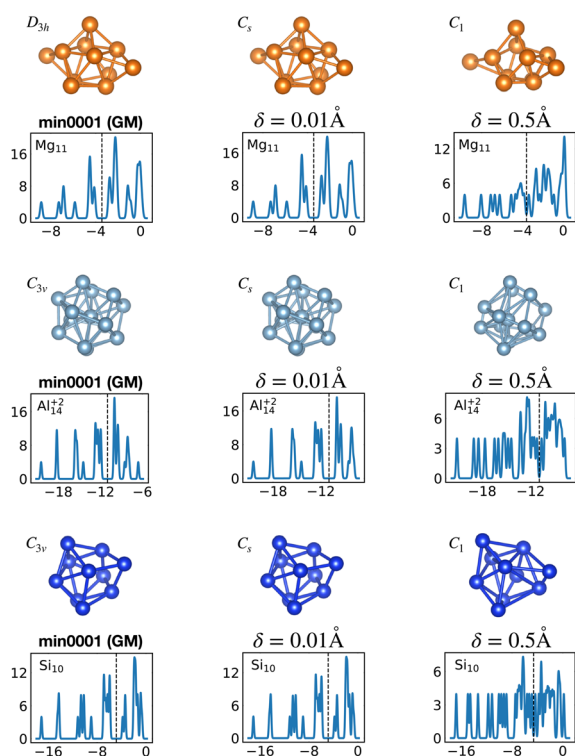 D₃ₕ Cₛ C₁
min0001 (GM) δ = 0.01Å δ = 0.5Å
Mg₁₁ Mg₁₁ Mg₁₁
16 16 12
8 8 8
0 0 4
0
−8 −4 0 −8 −4 0 −8 −4 0
C₃ᵥ Cₛ C₁
min0001 (GM) δ = 0.01Å δ = 0.5Å
Al₁₄⁺² Al₁₄⁺² Al₁₄⁺²
16 16 6
8 8 3
0 0 0
−18 −12 −6 −18 −12 −18 −12
C₃ᵥ Cₛ C₁
min0001 (GM) δ = 0.01Å δ = 0.5Å
Si₁₀ Si₁₀ Si₁₀
12 12 6
6 6 3
0 0 0
−16 −8 0 −16 −8 0 −16 −8 0